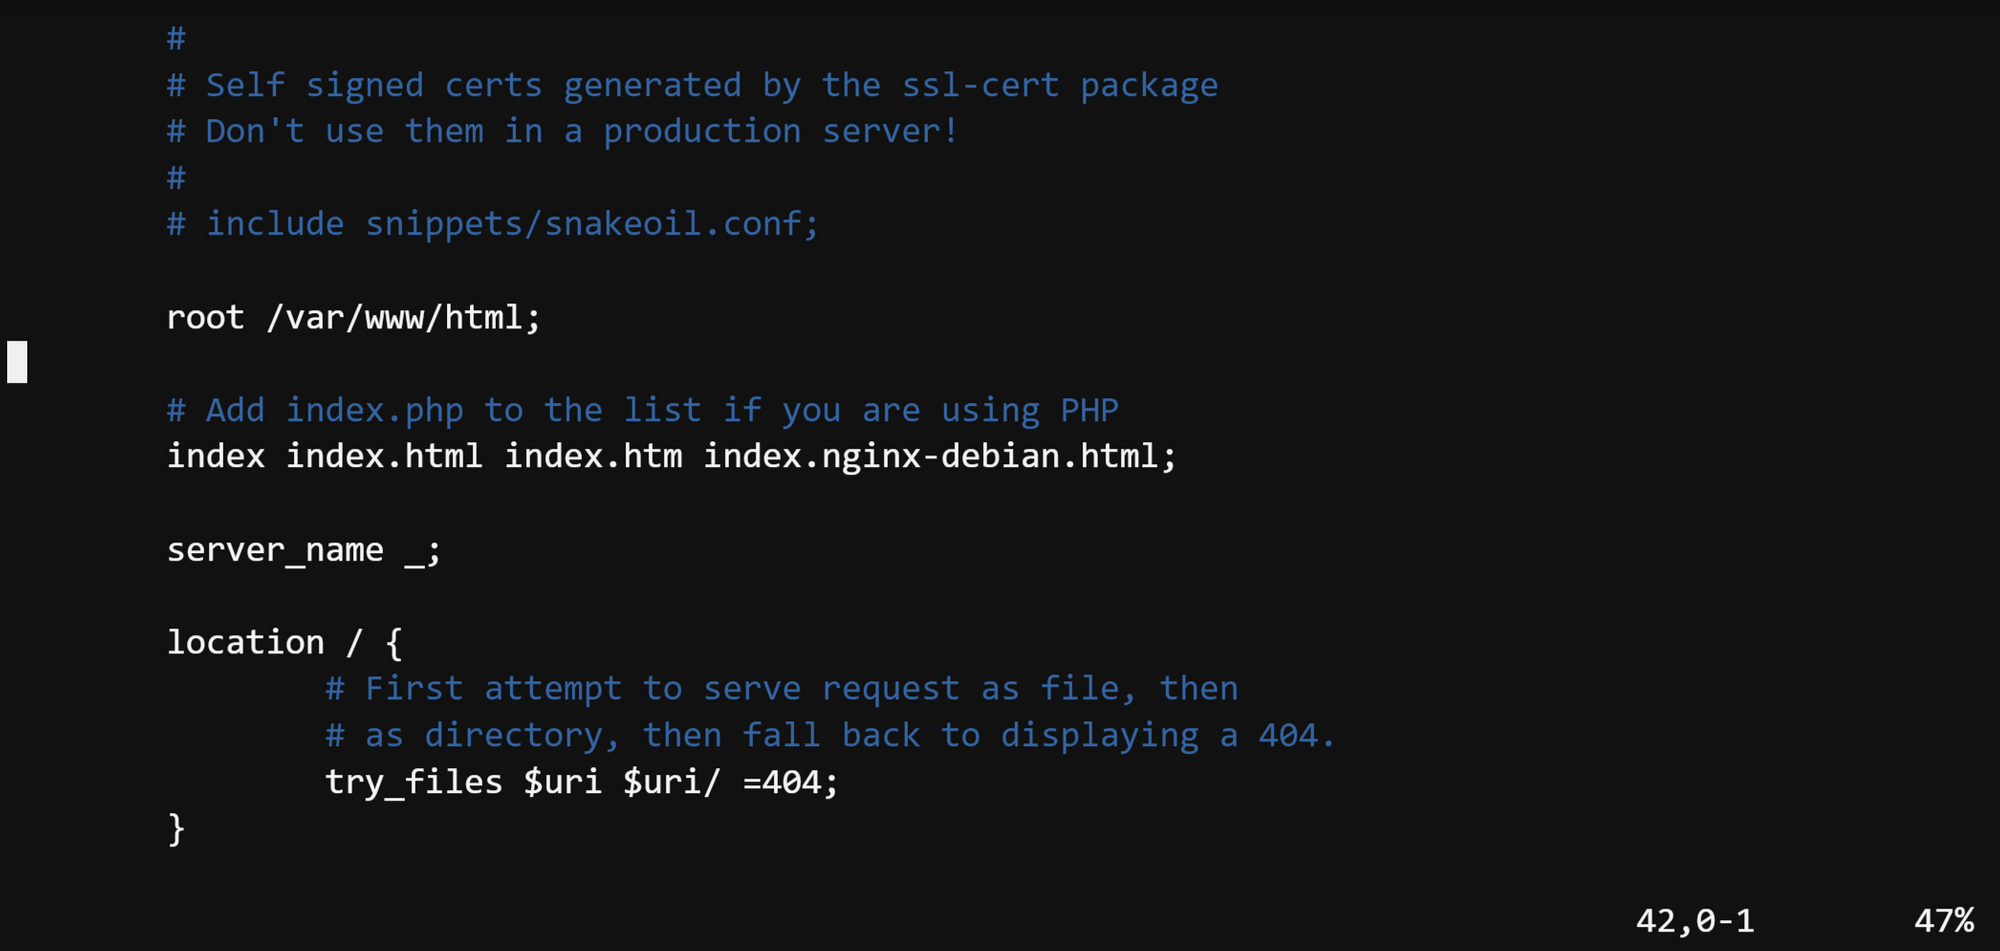 #
# Self signed certs generated by the ssl-cert package
# Don't use them in a production server!
#
# include snippets/snakeoil.conf;
root /var/www/html;
# Add index.php to the list if you are using PHP
index index.html index.htm index.nginx-debian.html;
server_name _;
location / {
# First attempt to serve request as file, then
# as directory, then fall back to displaying a 404.
try_files $uri $uri/ =404;
}
42,0-1 47%